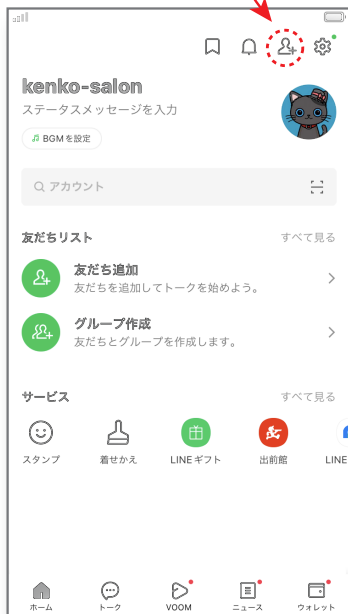 kenko-salon
ステータスメッセージを入力
BGMを設定
アカウント
友だちリスト すべて見る
友だち追加
友だちを追加してトークを始めよう。
グループ作成
友だちとグループを作成します。
サービス すべて見る
スタンプ 着せかえ LINEギフト 出前館 LINE
ホーム トーク VOOM ニュース ウォレット